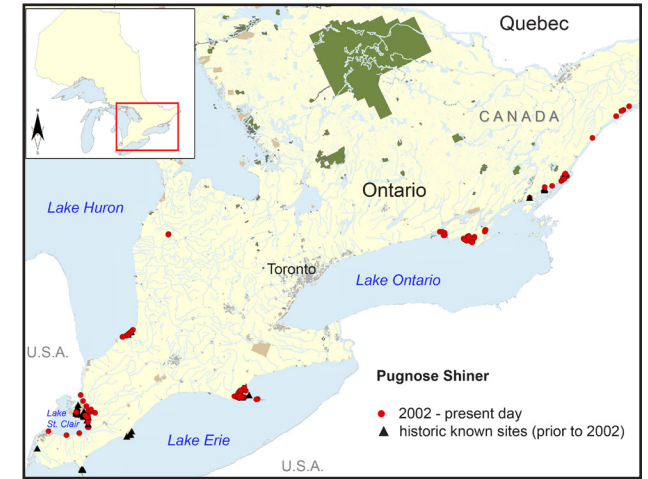 Quebec
CANADA
Ontario
Lake Huron
Toronto
Lake Ontario
U.S.A.
Pugnose Shiner
2002 - present day
historic known sites (prior to 2002)
Lake
St. Clair
Lake Erie
U.S.A.